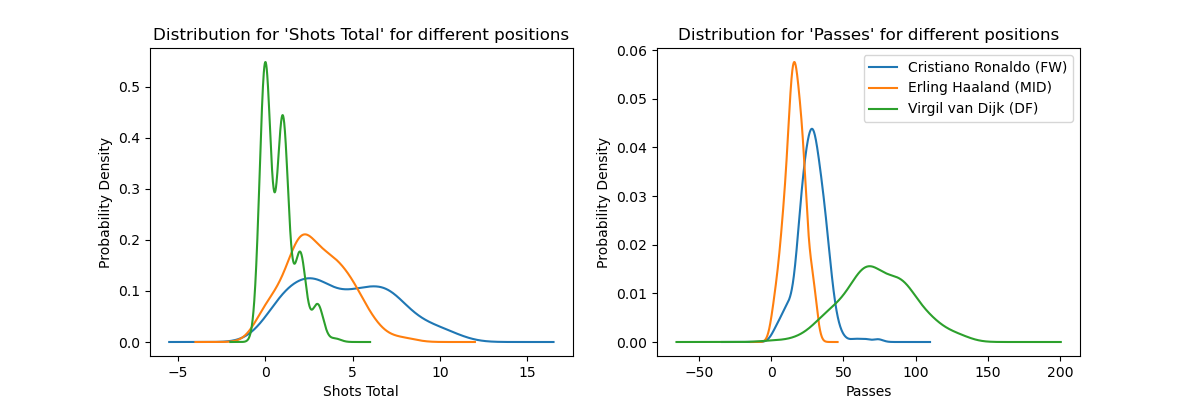 Distribution for 'Shots Total' for different positions
Probability Density
0.5
0.4
0.3
0.2
0.1
0.0
−5
0
5
10
15
Shots Total
Distribution for 'Passes' for different positions
Probability Density
0.06
0.05
0.04
0.03
0.02
0.01
0.00
−50
0
50
100
150
200
Passes
Cristiano Ronaldo (FW)
Erling Haaland (MID)
Virgil van Dijk (DF)